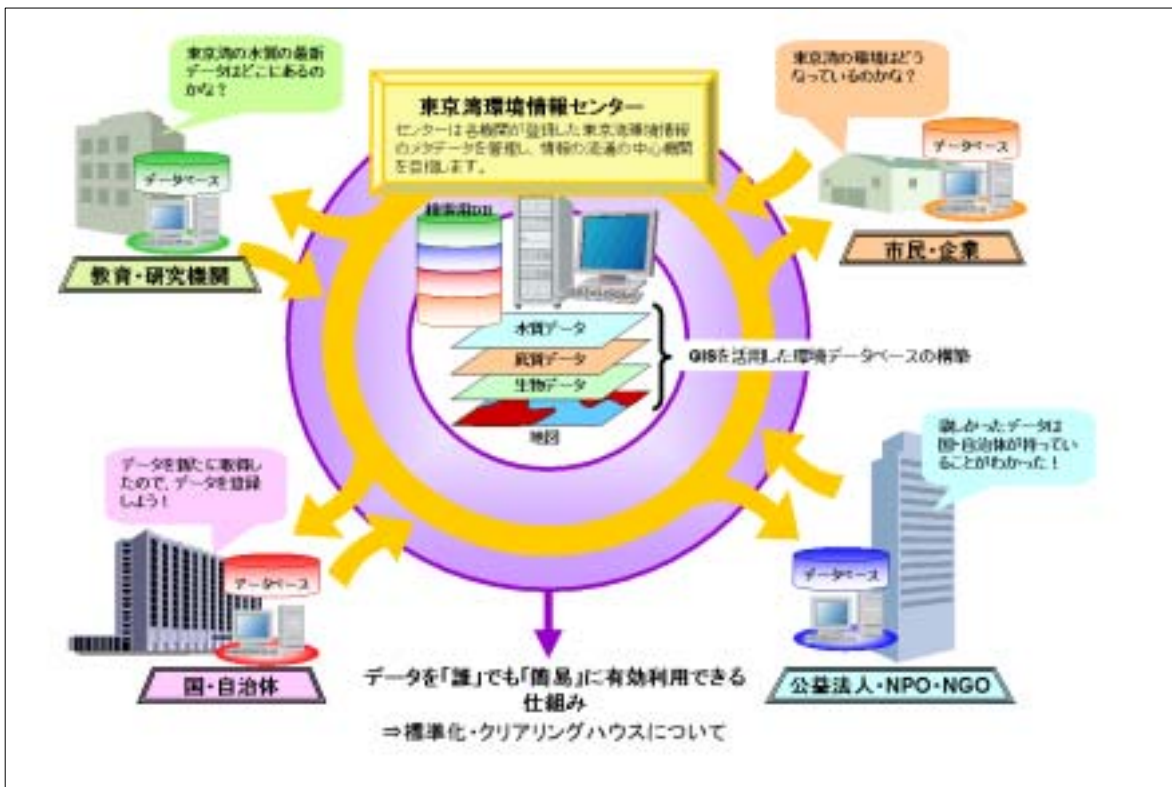 東京湾の水質の最新
データはどこにあるの
かな？
東京湾の環境はどう
なっているのかな？
東京湾環境情報センター
センターは各機関が登録した東京湾環境情報
のメタデータを管理し、情報の流通の中心機関
を目指します。
データベース
データベース
教育・研究機関
市民・企業
検索用DB
水質データ
底質データ
生物データ
地図
GISを活用した環境データベースの構築
データを新たに取得し
たので、データを登録
しよう！
欲しかったデータは
国・自治体が持ってい
ることがわかった！
データベース
データベース
国・自治体
公益法人・NPO・NGO
データを「誰」でも「簡易」に有効利用できる
仕組み
⇒標準化・クリアリングハウスについて